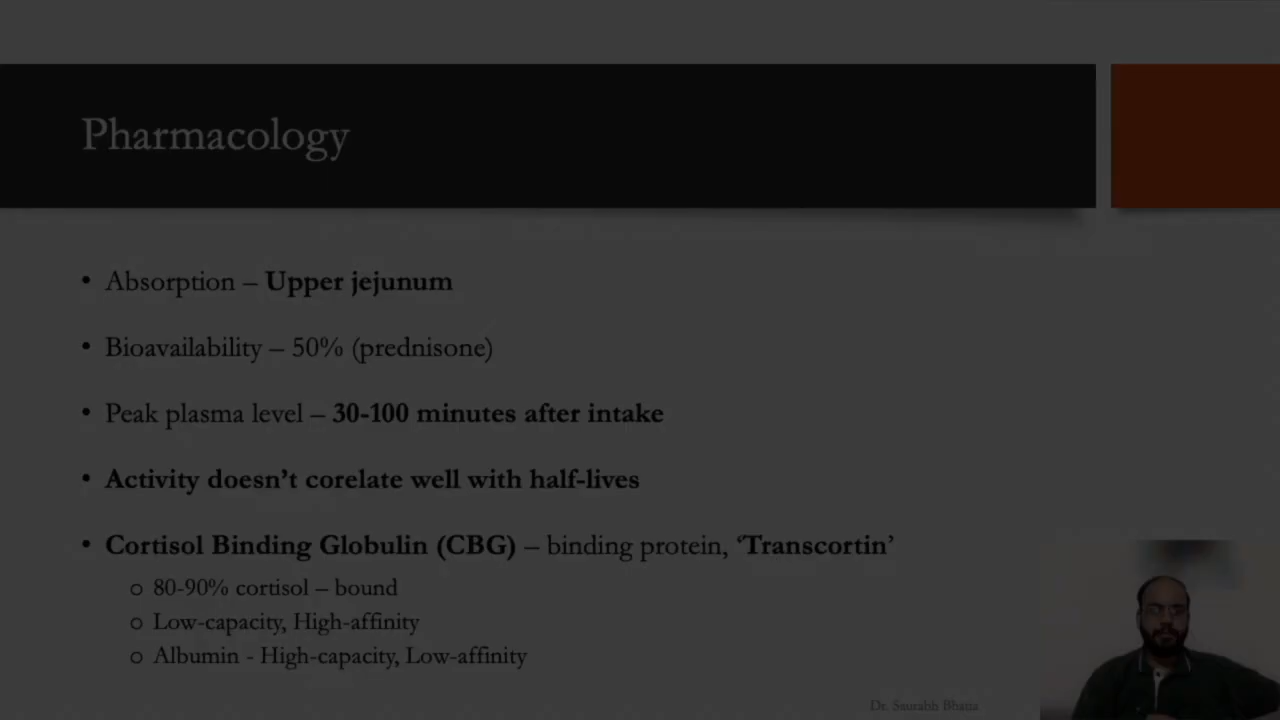 Pharmacology
• Absorption – Upper jejunum
• Bioavailability – 50% (prednisone)
• Peak plasma level – 30-100 minutes after intake
• Activity doesn’t corelate well with half-lives
• Cortisol Binding Globulin (CBG) – binding protein, ‘Transcortin’
o 80-90% cortisol – bound
o Low-capacity, High-affinity
o Albumin - High-capacity, Low-affinity
Dr. Saurabh Bhatia